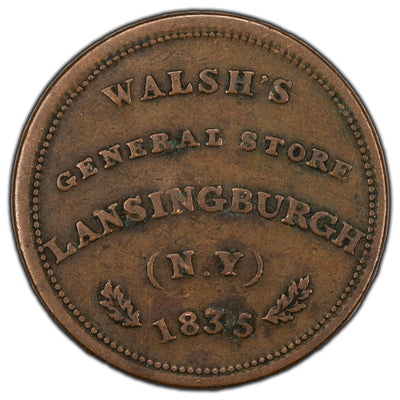 WALSH'S
GENERAL STORE
LANSINGBURGH
(N.Y)
1835